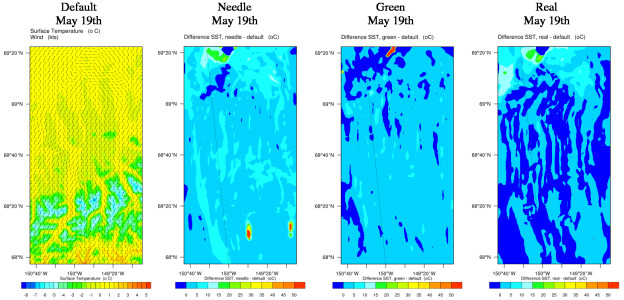 Default
May 19th
Surface Temperature (o C)
Wind (kts)
69°20'N
69°N
68°40'N
68°20'N
68°N
150°40'W 150°W 149°20'W
Surface Temperature (o C)
-8 -7 -6 -5 -4 -3 -2 -1 0 1 2 3 4 5
Needle
May 19th
Difference SST, needle - default (oC)
69°20'N
69°N
68°40'N
68°20'N
68°N
150°40'W 150°W 149°20'W
Difference SST, needle - default (oC)
0 5 10 15 20 25 30 35 40 45 50
Green
May 19th
Difference SST, green - default (oC)
69°20'N
69°N
68°40'N
68°20'N
68°N
150°40'W 150°W 149°20'W
Difference SST, green - default (oC)
0 5 10 15 20 25 30 35 40 45 50
Real
May 19th
Difference SST, real - default (oC)
69°20'N
69°N
68°40'N
68°20'N
68°N
150°40'W 150°W 149°20'W
Difference SST, real - default (oC)
0 5 10 15 20 25 30 35 40 45 50